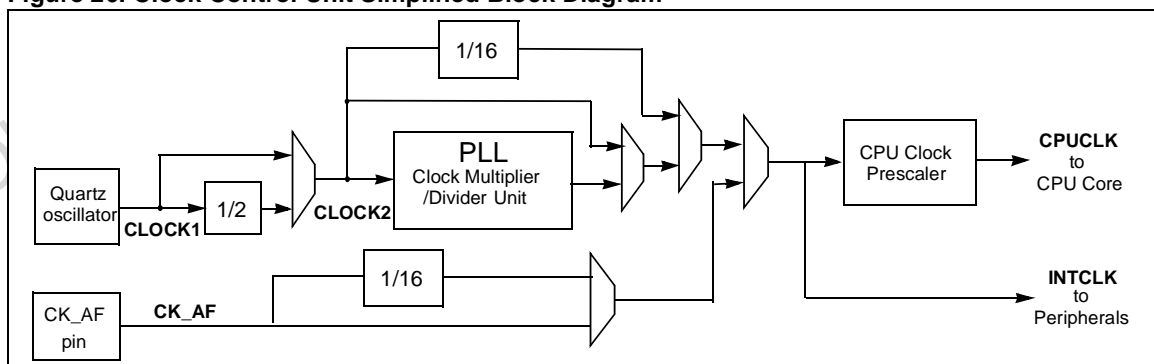 Figure 20. Clock Control Unit Simplified Block Diagram
1/16
PLL
Clock Multiplier
/Divider Unit
Quartz
oscillator
CLOCK1
1/2
CLOCK2
CPU Clock
Prescaler
CPUCLK
to
CPU Core
1/16
CK_AF
pin
CK_AF
INTCLK
to
Peripherals